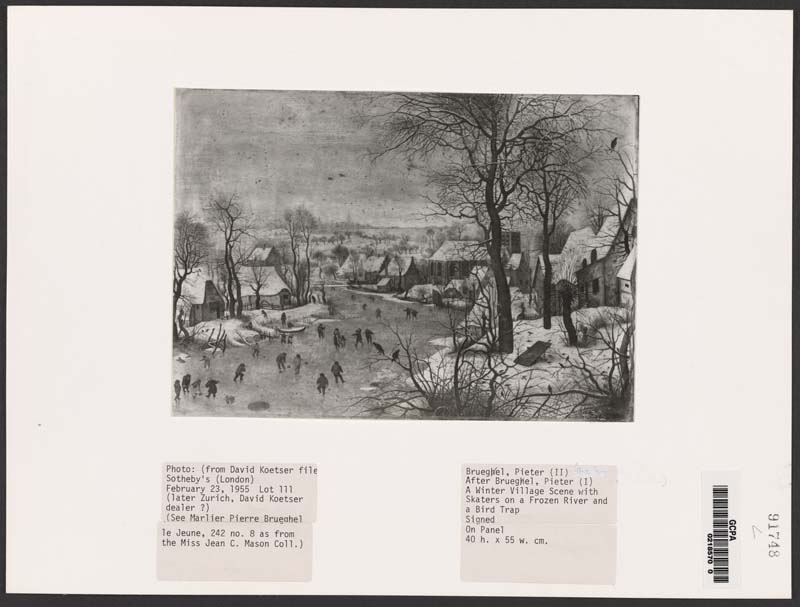 Photo: (from David Koetser file
Sotheby's (London)
February 23, 1955 Lot 111
(later Zurich, David Koetser
dealer ?)
(See Marlier Pierre Brueghel
le Jeune, 242 no. 8 as from
the Miss Jean C. Mason Coll.)
Brueghel, Pieter (II)
After Brueghel, Pieter (I)
A Winter Village Scene with
Skaters on a Frozen River and
a Bird Trap
Signed
On Panel
40 h. x 55 w. cm.
GCPA
0218570 0
91748